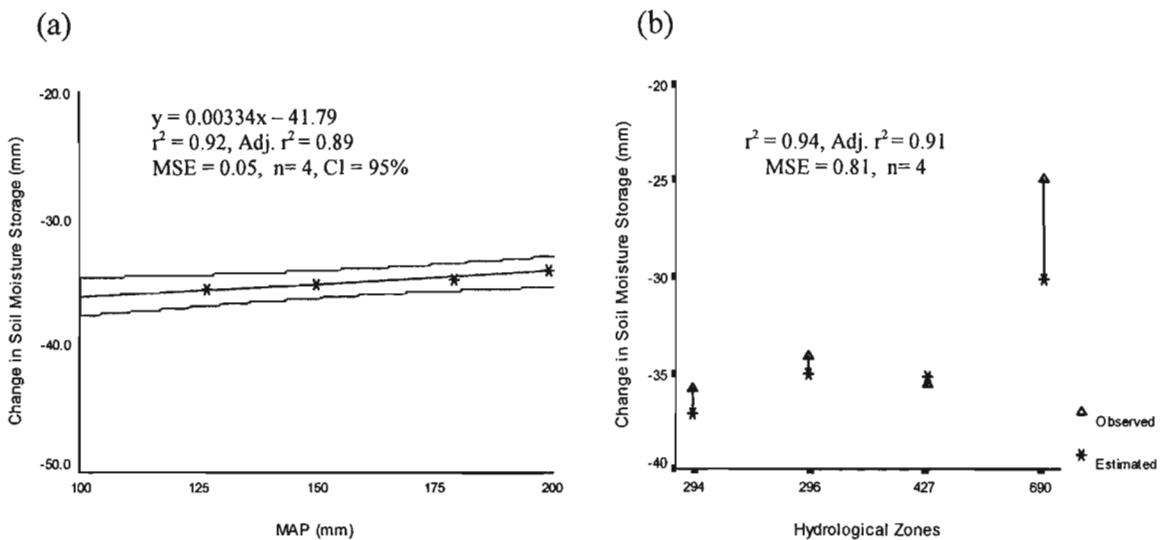 (a)
-20.0
-30.0
-40.0
-50.0
Change in Soil Moisture Storage (mm)
y = 0.00334x – 41.79
r² = 0.92, Adj. r² = 0.89
MSE = 0.05, n= 4, CI = 95%
100 125 150 175 200
MAP (mm)
(b)
-20
-25
-30
-35
-40
Change in Soil Moisture Storage (mm)
r² = 0.94, Adj. r² = 0.91
MSE = 0.81, n= 4
294 296 427 690
Hydrological Zones
Observed
Estimated